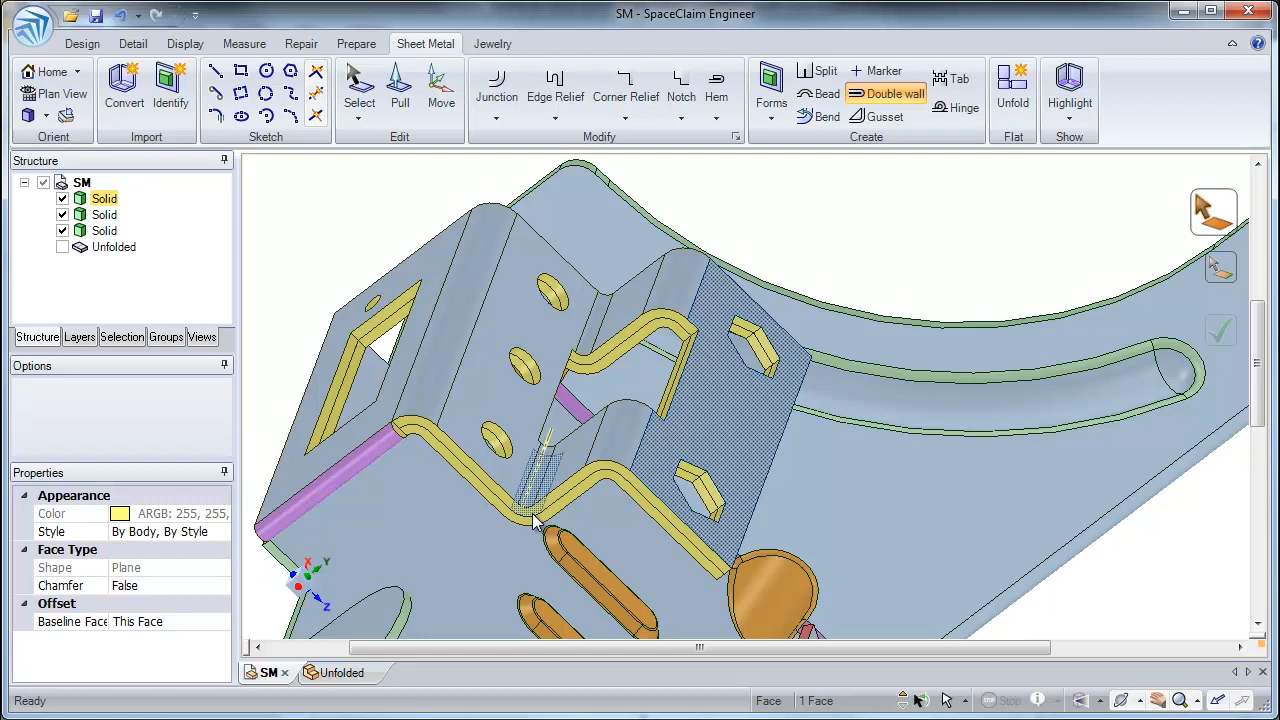 SM - SpaceClaim Engineer
Design Detail Display Measure Repair Prepare Sheet Metal Jewelry
Home
Plan View
Orient
Convert Identify
Import
Sketch
Select Pull Move
Edit
Junction Edge Relief Corner Relief Notch Hem
Modify
Forms
Split
Bead
Bend
Marker
Double wall
Gusset
Tab
Hinge
Create
Unfold
Flat
Highlight
Show
Structure
SM
Solid
Solid
Solid
Unfolded
Structure Layers Selection Groups Views
Options
Properties
Appearance
Color ARGB: 255, 255,
Style By Body, By Style
Face Type
Shape Plane
Chamfer False
Offset
Baseline Face This Face
X
Y
Z
SM Unfolded
Ready Face 1 Face Stop